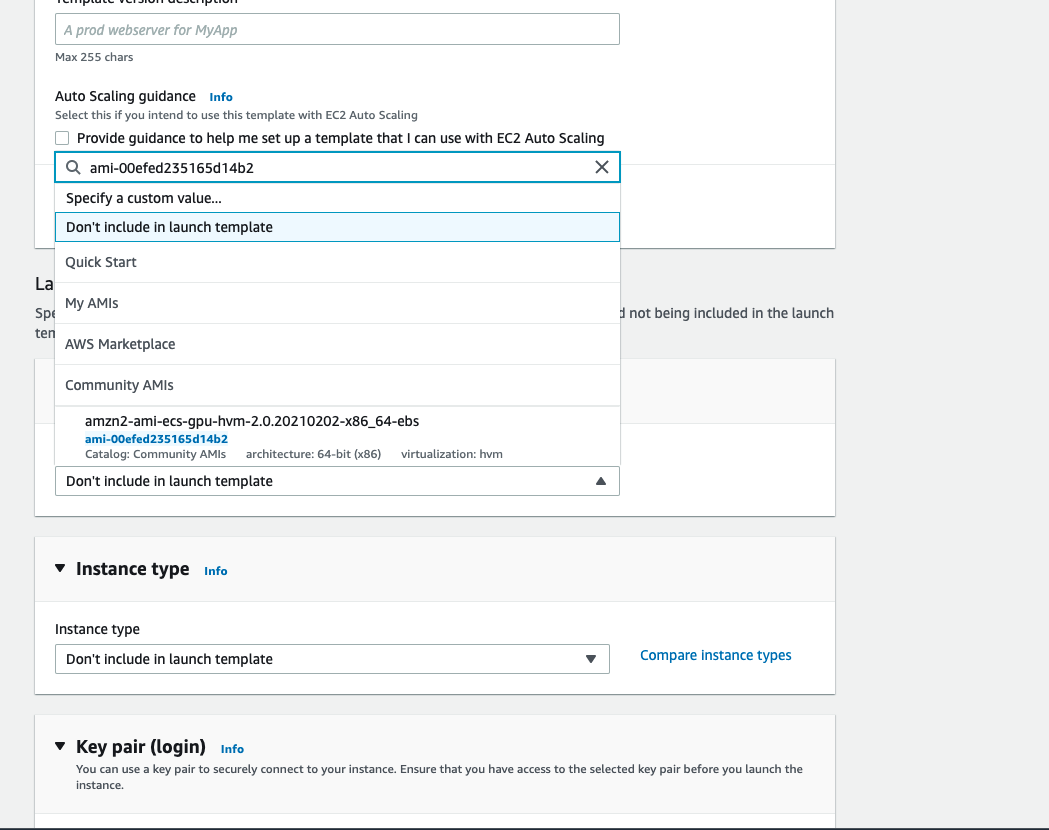 Template version description
A prod webserver for MyApp
Max 255 chars
Auto Scaling guidance Info
Select this if you intend to use this template with EC2 Auto Scaling
Provide guidance to help me set up a template that I can use with EC2 Auto Scaling
ami-00efed235165d14b2
Specify a custom value...
Don't include in launch template
Quick Start
La
My AMIs
Spe
d not being included in the launch
ten
AWS Marketplace
Community AMIs
amzn2-ami-ecs-gpu-hvm-2.0.20210202-x86_64-ebs
ami-00efed235165d14b2
Catalog: Community AMIs architecture: 64-bit (x86) virtualization: hvm
Don't include in launch template
Instance type Info
Instance type
Don't include in launch template
Compare instance types
Key pair (login) Info
You can use a key pair to securely connect to your instance. Ensure that you have access to the selected key pair before you launch the
instance.